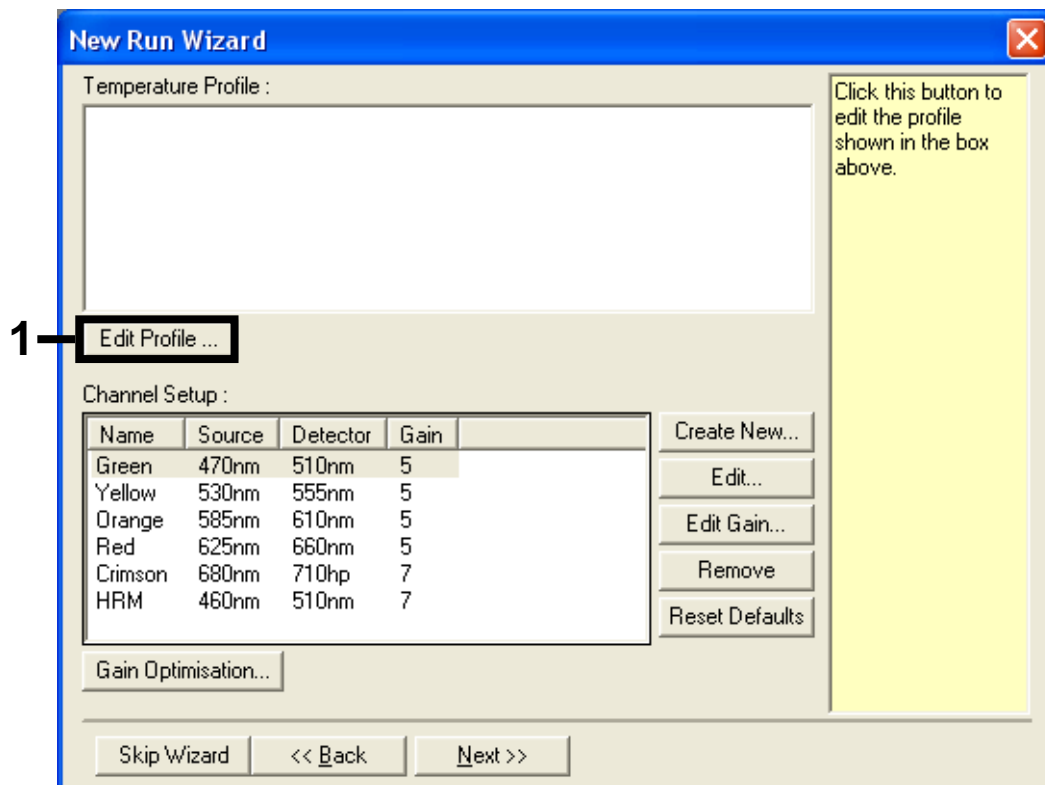 New Run Wizard
Temperature Profile :
Click this button to
edit the profile
shown in the box
above.
1
Edit Profile ...
Channel Setup :
Name Source Detector Gain
Green 470nm 510nm 5
Yellow 530nm 555nm 5
Orange 585nm 610nm 5
Red 625nm 660nm 5
Crimson 680nm 710hp 7
HRM 460nm 510nm 7
Create New...
Edit...
Edit Gain...
Remove
Reset Defaults
Gain Optimisation...
Skip Wizard << Back Next >>